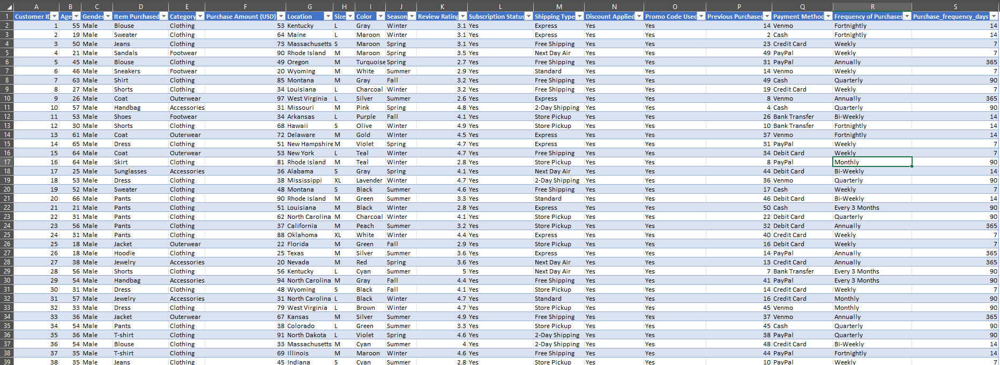 A B C D E F G H I J K L M N O P Q R S
1 Customer ID Age Gender Item Purchased Category Purchase Amount (USD) Location Size Color Season Review Rating Subscription Status Shipping Type Discount Applied Promo Code Used Previous Purchases Payment Method Frequency of Purchases Purchase_frequency_days
2 1 55 Male Blouse Clothing 53 Kentucky L Gray Winter 3.1 Yes Express Yes Yes 14 Venmo Fortnightly 14
3 2 19 Male Sweater Clothing 64 Maine L Maroon Winter 3.1 Yes Express Yes Yes 2 Cash Fortnightly 14
4 3 50 Male Jeans Clothing 73 Massachusetts S Maroon Spring 3.1 Yes Free Shipping Yes Yes 23 Credit Card Weekly 7
5 4 21 Male Sandals Footwear 90 Rhode Island M Maroon Spring 3.5 Yes Next Day Air Yes Yes 49 PayPal Weekly 7
6 5 45 Male Blouse Clothing 49 Oregon M Turquoise Spring 2.7 Yes Free Shipping Yes Yes 31 PayPal Annually 365
7 6 46 Male Sneakers Footwear 20 Wyoming M White Summer 2.9 Yes Standard Yes Yes 14 Venmo Weekly 7
8 7 63 Male Shirt Clothing 85 Montana M Gray Fall 3.2 Yes Free Shipping Yes Yes 49 Cash Quarterly 90
9 8 27 Male Shorts Clothing 34 Louisiana L Charcoal Winter 3.2 Yes Free Shipping Yes Yes 19 Credit Card Weekly 7
10 9 26 Male Coat Outerwear 97 West Virginia L Silver Summer 2.6 Yes Express Yes Yes 8 Venmo Annually 365
11 10 57 Male Handbag Accessories 31 Missouri M Pink Spring 4.8 Yes 2-Day Shipping Yes Yes 4 Cash Quarterly 90
12 11 53 Male Shoes Footwear 34 Arkansas L Purple Fall 4.1 Yes Store Pickup Yes Yes 26 Bank Transfer Bi-Weekly 14
13 12 30 Male Shorts Clothing 68 Hawaii S Olive Winter 4.9 Yes Store Pickup Yes Yes 10 Bank Transfer Fortnightly 14
14 13 61 Male Coat Outerwear 72 Delaware M Gold Winter 4.5 Yes Express Yes Yes 37 Venmo Fortnightly 14
15 14 65 Male Dress Clothing 51 New Hampshire M Violet Spring 4.7 Yes Express Yes Yes 31 PayPal Weekly 7
16 15 64 Male Coat Outerwear 53 New York L Teal Winter 4.7 Yes Free Shipping Yes Yes 34 Debit Card Weekly 7
17 16 64 Male Skirt Clothing 81 Rhode Island M Teal Winter 2.8 Yes Store Pickup Yes Yes 8 PayPal Monthly 90
18 17 25 Male Sunglasses Accessories 36 Alabama S Gray Spring 4.1 Yes Next Day Air Yes Yes 44 Debit Card Bi-Weekly 14
19 18 53 Male Dress Clothing 38 Mississippi XL Lavender Winter 4.7 Yes 2-Day Shipping Yes Yes 36 Venmo Quarterly 90
20 19 52 Male Sweater Clothing 48 Montana S Black Summer 4.6 Yes Free Shipping Yes Yes 17 Cash Weekly 7
21 20 66 Male Pants Clothing 90 Rhode Island M Green Summer 3.3 Yes Standard Yes Yes 46 Debit Card Bi-Weekly 14
22 21 21 Male Pants Clothing 51 Louisiana M Black Winter 2.8 Yes Express Yes Yes 50 Cash Every 3 Months 90
23 22 31 Male Pants Clothing 62 North Carolina M Charcoal Winter 4.1 Yes Store Pickup Yes Yes 22 Debit Card Quarterly 90
24 23 56 Male Pants Clothing 37 California M Peach Summer 3.2 Yes Store Pickup Yes Yes 32 Debit Card Annually 365
25 24 31 Male Pants Clothing 88 Oklahoma XL White Winter 4.4 Yes Express Yes Yes 40 Credit Card Weekly 7
26 25 18 Male Jacket Outerwear 22 Florida M Green Fall 2.9 Yes Store Pickup Yes Yes 16 Debit Card Weekly 7
27 26 18 Male Hoodie Clothing 25 Texas M Silver Summer 3.6 Yes Express Yes Yes 14 PayPal Annually 365
28 27 38 Male Jewelry Accessories 20 Nevada M Red Spring 3.6 Yes Next Day Air Yes Yes 13 Credit Card Annually 365
29 28 56 Male Shorts Clothing 56 Kentucky L Cyan Summer 5 Yes Next Day Air Yes Yes 7 Bank Transfer Every 3 Months 90
30 29 54 Male Handbag Accessories 94 North Carolina M Gray Fall 4.4 Yes Free Shipping Yes Yes 41 PayPal Every 3 Months 90
31 30 31 Male Dress Clothing 48 Wyoming S Black Fall 4.1 Yes Store Pickup Yes Yes 14 Credit Card Weekly 7
32 31 57 Male Jewelry Accessories 31 North Carolina L Black Winter 4.7 Yes Standard Yes Yes 16 Credit Card Monthly 90
33 32 33 Male Dress Clothing 79 West Virginia L Brown Winter 4.7 Yes Store Pickup Yes Yes 45 Venmo Monthly 90
34 33 36 Male Jacket Outerwear 67 Kansas M Silver Summer 4.9 Yes Free Shipping Yes Yes 37 Venmo Annually 365
35 34 54 Male Pants Clothing 38 Colorado L Green Summer 3.3 Yes Store Pickup Yes Yes 45 Cash Quarterly 90
36 35 36 Male T-shirt Clothing 91 North Dakota L Violet Spring 4.6 Yes 2-Day Shipping Yes Yes 38 PayPal Quarterly 90
37 36 54 Male Blouse Clothing 33 Massachusetts M Cyan Summer 4 Yes 2-Day Shipping Yes Yes 48 Credit Card Bi-Weekly 14
38 37 35 Male T-shirt Clothing 69 Illinois M Maroon Winter 4.6 Yes Free Shipping Yes Yes 44 PayPal Fortnightly 14
39 38 35 Male Jeans Clothing 45 Indiana S Cyan Summer 2.8 Yes Store Pickup Yes Yes 10 PayPal Weekly 7